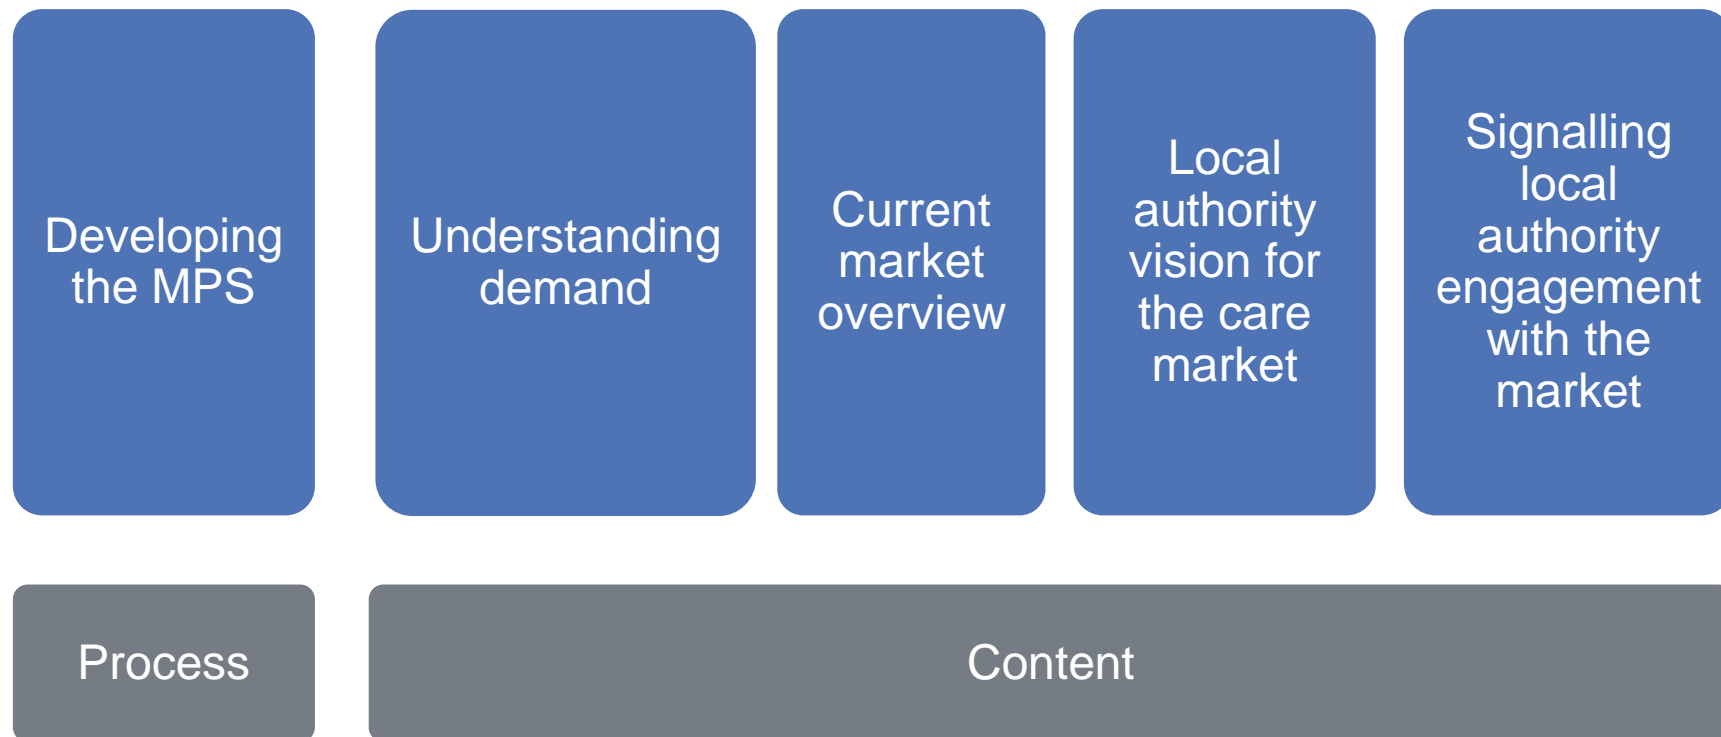 Developing
the MPS
Understanding
demand
Current
market
overview
Local
authority
vision for
the care
market
Signalling
local
authority
engagement
with the
market
Process
Content